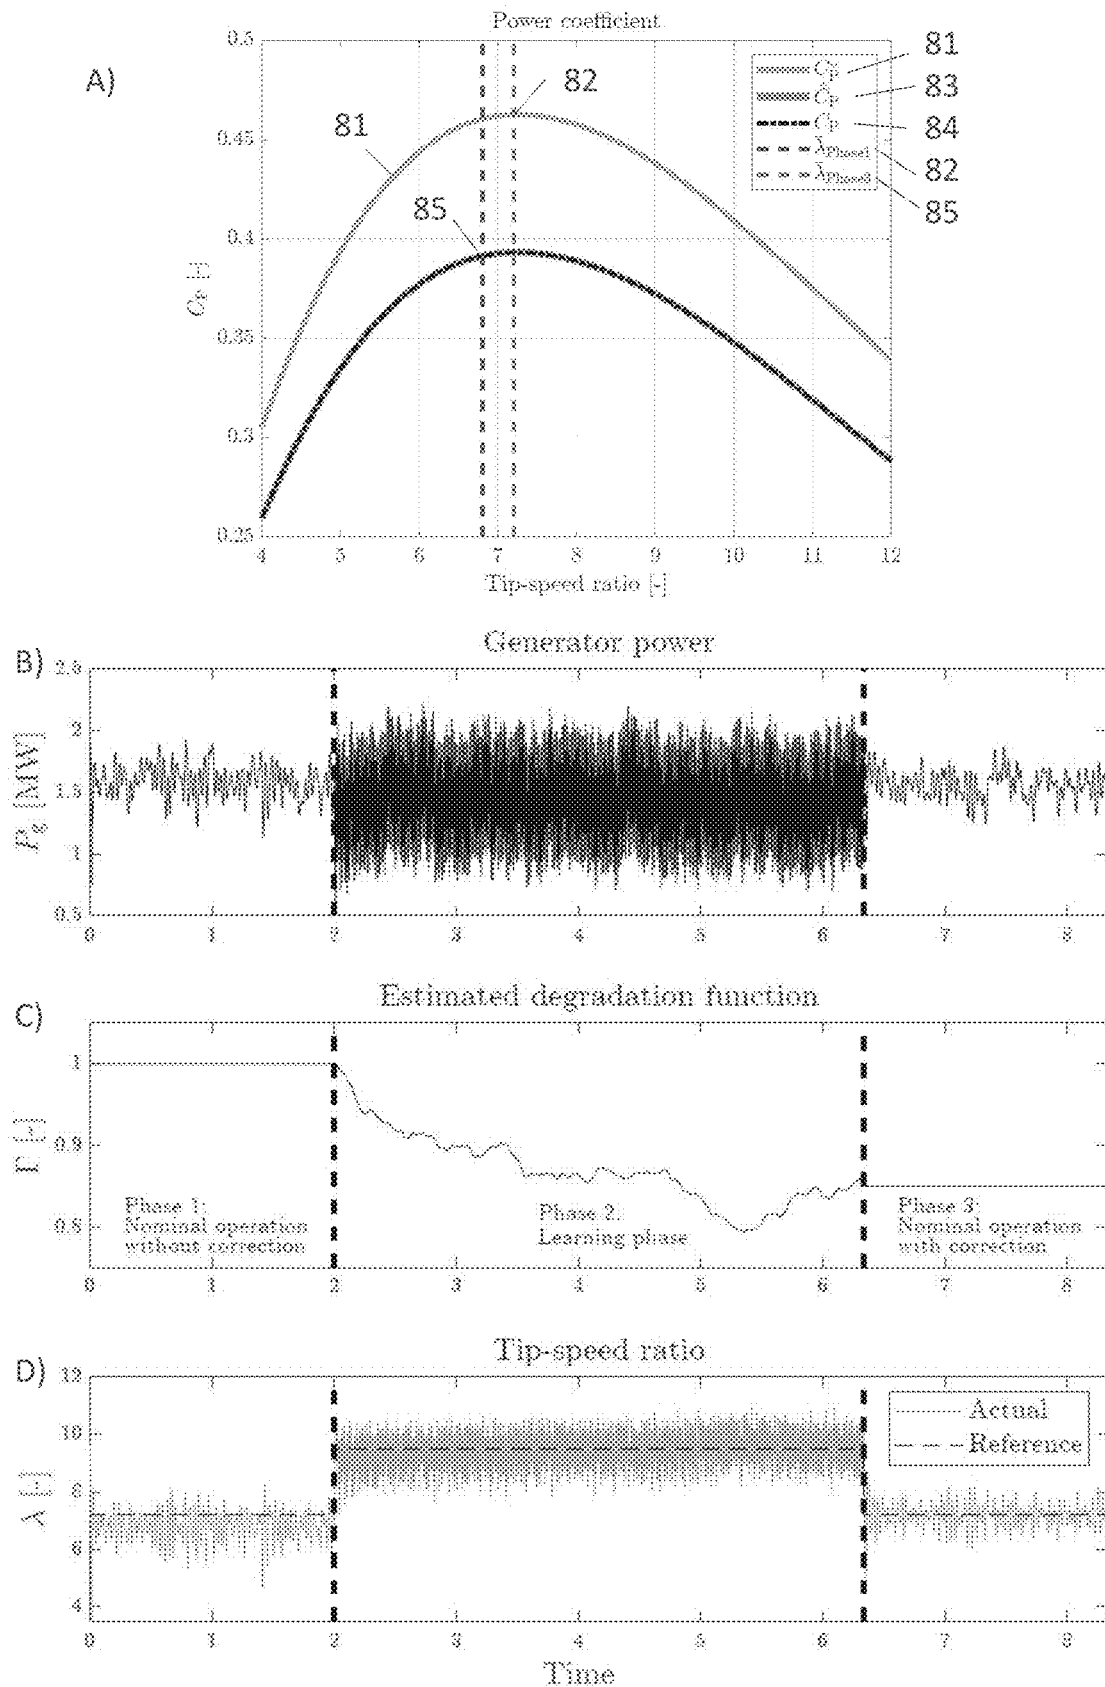 Power coefficient
A)
0.5
0.45
0.4
0.35
0.3
0.25
81
82
85
81
83
84
82
85
4 5 6 7 8 9 10 11 12
Tip-speed ratio [-]
B)
Generator power
P_g [MW]
2.5
2
1.5
1
0.5
0 1 2 3 4 5 6 7 8
C)
Estimated degradation function
Γ [-]
1
0.9
0.8
Phase 1:
Nominal operation
without correction
Phase 2:
Learning phase
Phase 3:
Nominal operation
with correction
0 1 2 3 4 5 6 7 8
D)
Tip-speed ratio
λ [-]
12
10
8
6
4
Actual
Reference
0 1 2 3 4 5 6 7 8
Time